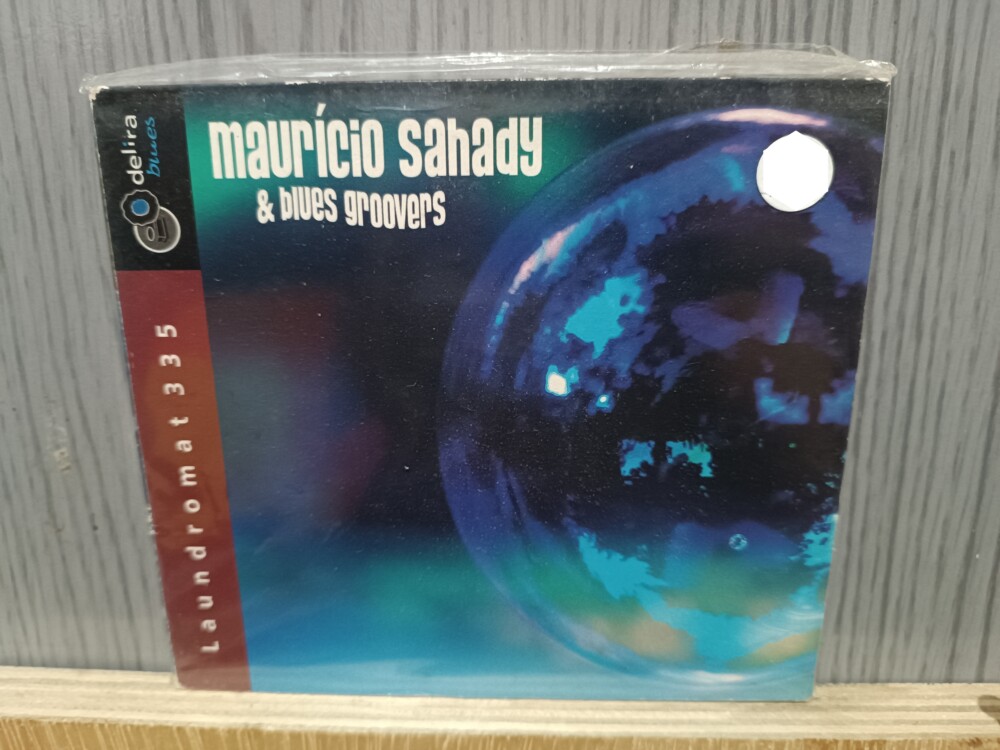 delira
blues
maurício sahady
& blues groovers
Laundromat 335